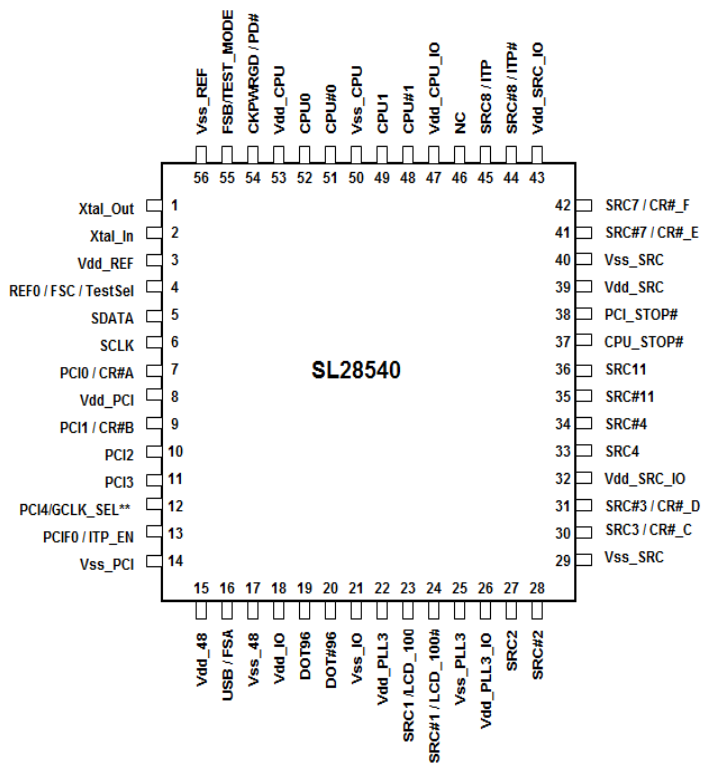 Vss_REF
FSB/TEST_MODE
CKPWRGD / PD#
Vdd_CPU
CPU0
CPU#0
Vss_CPU
CPU1
CPU#1
Vdd_CPU_IO
NC
SRC8 / ITP
SRC#8 / ITP#
Vdd_SRC_IO
56 55 54 53 52 51 50 49 48 47 46 45 44 43
Xtal_Out 1
Xtal_In 2
Vdd_REF 3
REF0 / FSC / TestSel 4
SDATA 5
SCLK 6
PCI0 / CR#A 7
Vdd_PCI 8
PCI1 / CR#B 9
PCI2 10
PCI3 11
PCI4/GCLK_SEL** 12
PCIF0 / ITP_EN 13
Vss_PCI 14
SL28540
42 SRC7 / CR#_F
41 SRC#7 / CR#_E
40 Vss_SRC
39 Vdd_SRC
38 PCI_STOP#
37 CPU_STOP#
36 SRC11
35 SRC#11
34 SRC#4
33 SRC4
32 Vdd_SRC_IO
31 SRC#3 / CR#_D
30 SRC3 / CR#_C
29 Vss_SRC
15 16 17 18 19 20 21 22 23 24 25 26 27 28
Vdd_48
USB / FSA
Vss_48
Vdd_IO
DOT96
DOT#96
Vss_IO
Vdd_PLL3
SRC1 /LCD_100
SRC#1 / LCD_100#
Vss_PLL3
Vdd_PLL3_IO
SRC2
SRC#2